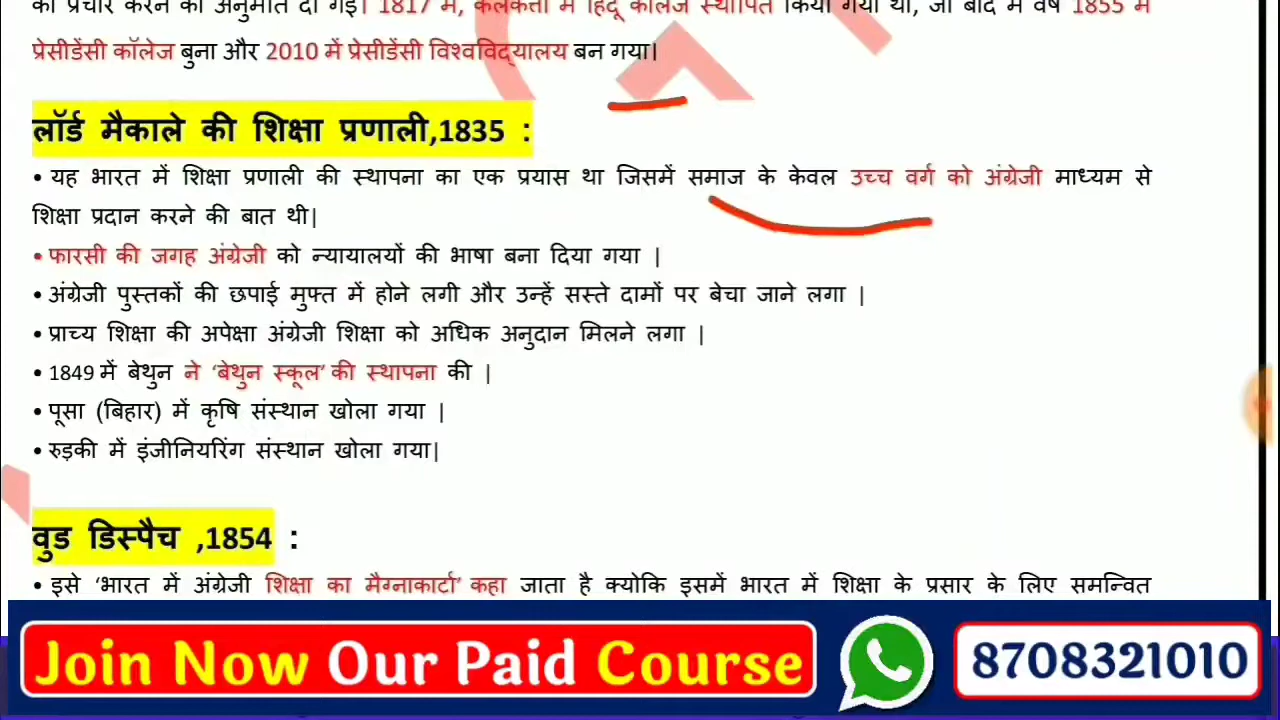 का प्रचार करने की अनुमति दी गई। 1817 में, कलकत्ता में हिंदू कॉलेज स्थापित किया गया था, जो बाद में वर्ष 1855 में
प्रेसीडेंसी कॉलेज बुना और 2010 में प्रेसीडेंसी विश्वविद्यालय बन गया।
लॉर्ड मैकाले की शिक्षा प्रणाली,1835 :
• यह भारत में शिक्षा प्रणाली की स्थापना का एक प्रयास था जिसमें समाज के केवल उच्च वर्ग को अंग्रेजी माध्यम से
शिक्षा प्रदान करने की बात थी|
• फारसी की जगह अंग्रेजी को न्यायालयों की भाषा बना दिया गया |
• अंग्रेजी पुस्तकों की छपाई मुफ्त में होने लगी और उन्हें सस्ते दामों पर बेचा जाने लगा |
• प्राच्य शिक्षा की अपेक्षा अंग्रेजी शिक्षा को अधिक अनुदान मिलने लगा |
• 1849 में बेथुन ने ‘बेथुन स्कूल’ की स्थापना की |
• पूसा (बिहार) में कृषि संस्थान खोला गया |
• रुड़की में इंजीनियरिंग संस्थान खोला गया|
वुड डिस्पैच ,1854 :
• इसे ‘भारत में अंग्रेजी शिक्षा का मैग्नाकार्टा’ कहा जाता है क्योकि इसमें भारत में शिक्षा के प्रसार के लिए समन्वित
Join Now Our Paid Course
8708321010